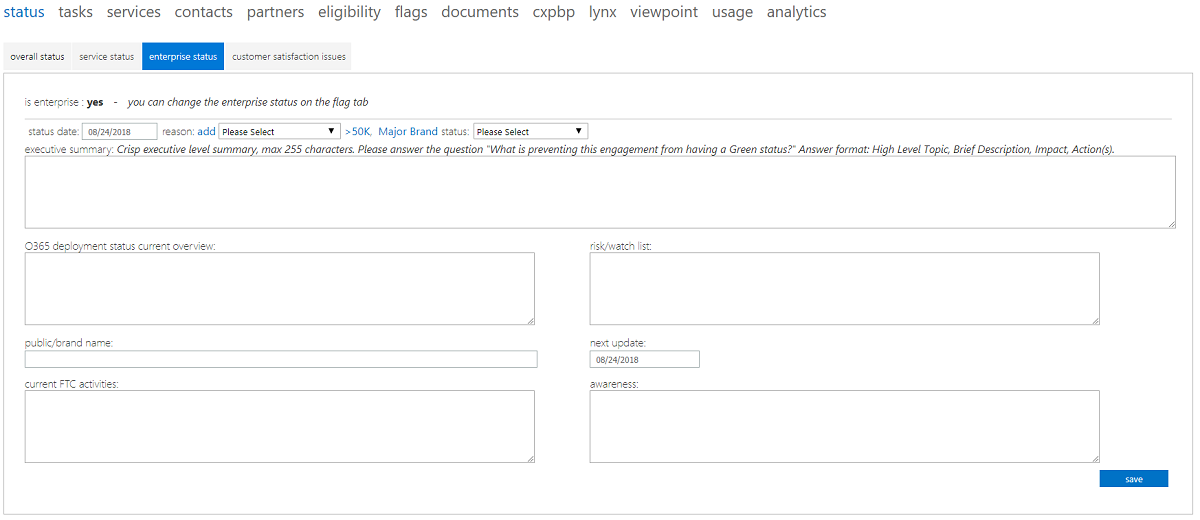 status tasks services contacts partners eligibility flags documents cxpbp lynx viewpoint usage analytics
overall status service status enterprise status customer satisfaction issues
is enterprise : yes - you can change the enterprise status on the flag tab
status date: 08/24/2018 reason: add Please Select >50K, Major Brand status: Please Select
executive summary: Crisp executive level summary, max 255 characters. Please answer the question "What is preventing this engagement from having a Green status?" Answer format: High Level Topic, Brief Description, Impact, Action(s).
O365 deployment status current overview: risk/watch list:
public/brand name: next update:
08/24/2018
current FTC activities: awareness:
save